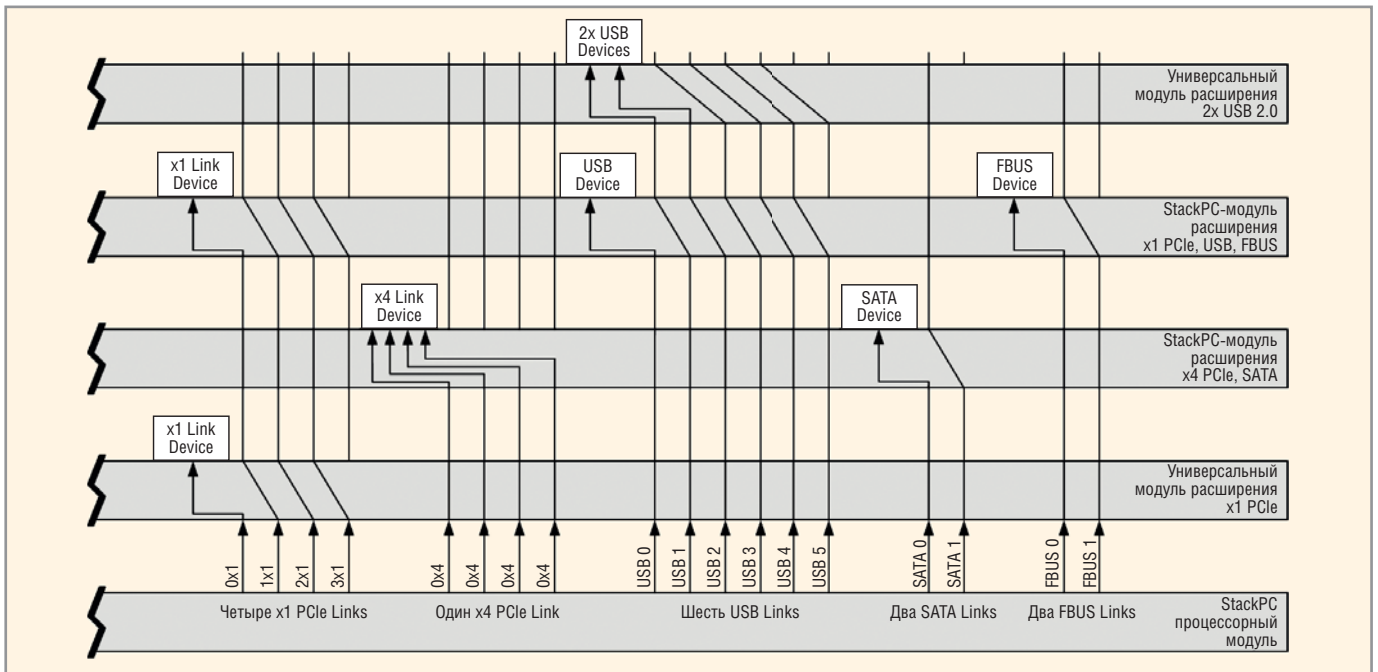 2x USB
Devices
Универсальный
модуль расширения
2x USB 2.0
x1 Link
Device
USB
Device
FBUS
Device
StackPC-модуль
расширения
x1 PCIe, USB, FBUS
x4 Link
Device
SATA
Device
StackPC-модуль
расширения
x4 PCIe, SATA
x1 Link
Device
Универсальный
модуль расширения
x1 PCIe
0x1
1x1
2x1
3x1
0x4
0x4
0x4
0x4
USB 0
USB 1
USB 2
USB 3
USB 4
USB 5
SATA 0
SATA 1
FBUS 0
FBUS 1
Четыре x1 PCIe Links
Один x4 PCIe Link
Шесть USB Links
Два SATA Links
Два FBUS Links
StackPC
процессорный
модуль